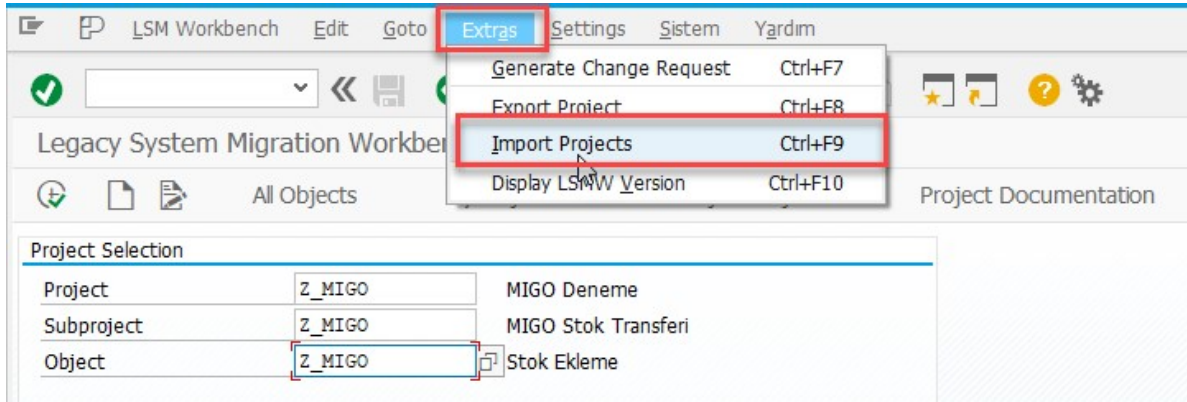 LSM Workbench Edit Goto Extras Settings Sistem Yardım
Generate Change Request Ctrl+F7
Export Project Ctrl+F8
Import Projects Ctrl+F9
Display LSMW Version Ctrl+F10
Legacy System Migration
All Objects Project Documentation
Project Selection
Project Z_MIGO MIGO Deneme
Subproject Z_MIGO MIGO Stok Transferi
Object Z_MIGO Stok Ekleme